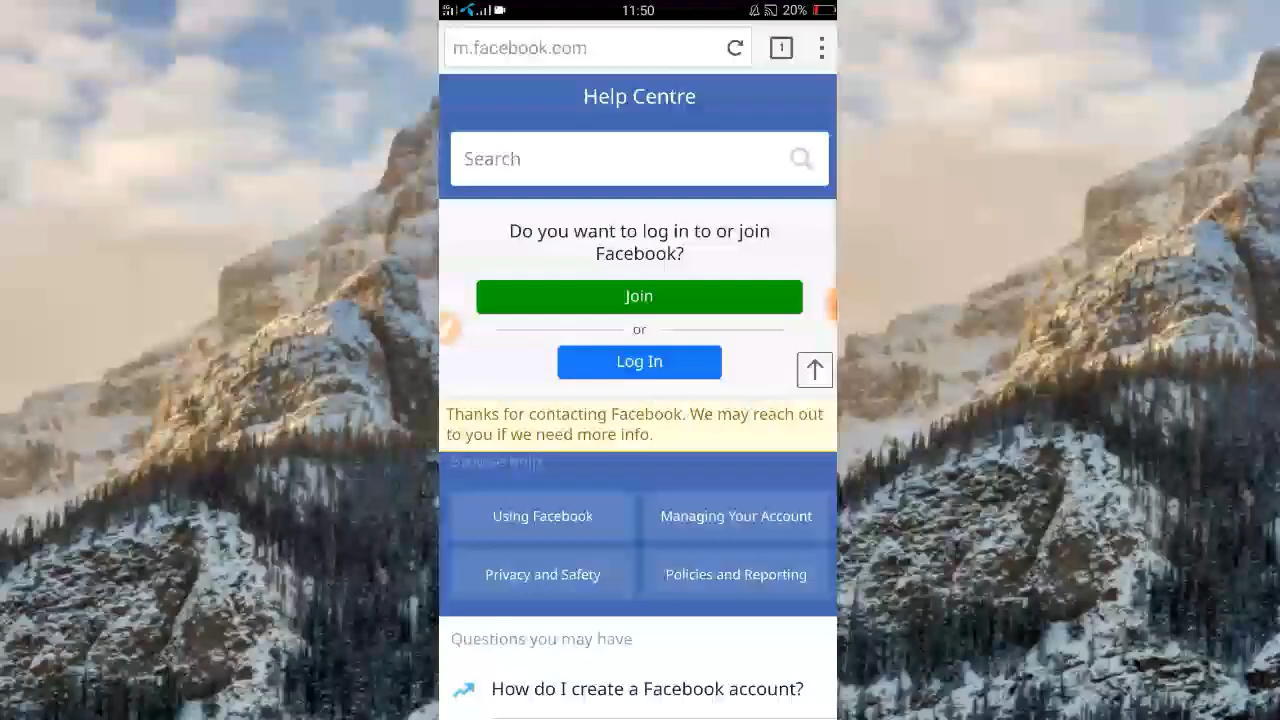 11:50
20%
m.facebook.com
1
Help Centre
Search
Do you want to log in to or join
Facebook?
Join
or
Log In
Thanks for contacting Facebook. We may reach out
to you if we need more info.
Browse help
Using Facebook
Managing Your Account
Privacy and Safety
Policies and Reporting
Questions you may have
How do I create a Facebook account?